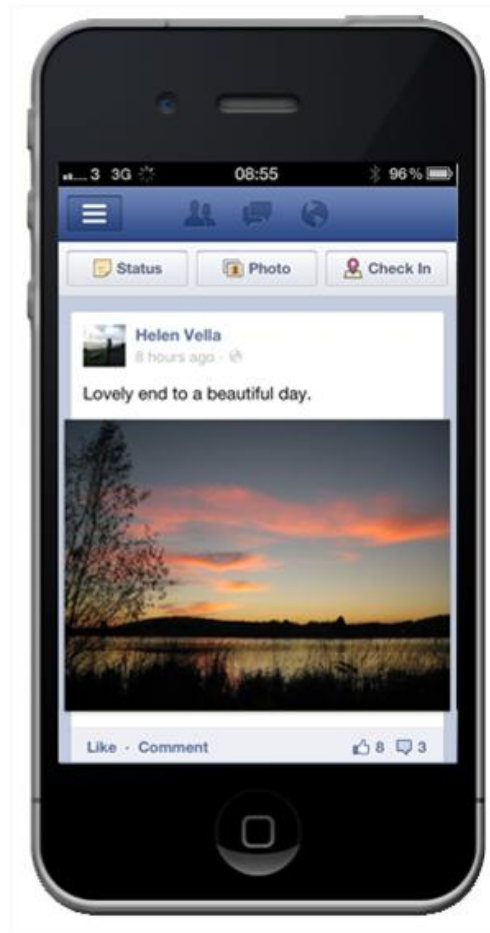 3 3G 08:55 96%
Status Photo Check In
Helen Vella
8 hours ago ·
Lovely end to a beautiful day.
Like · Comment 8 3